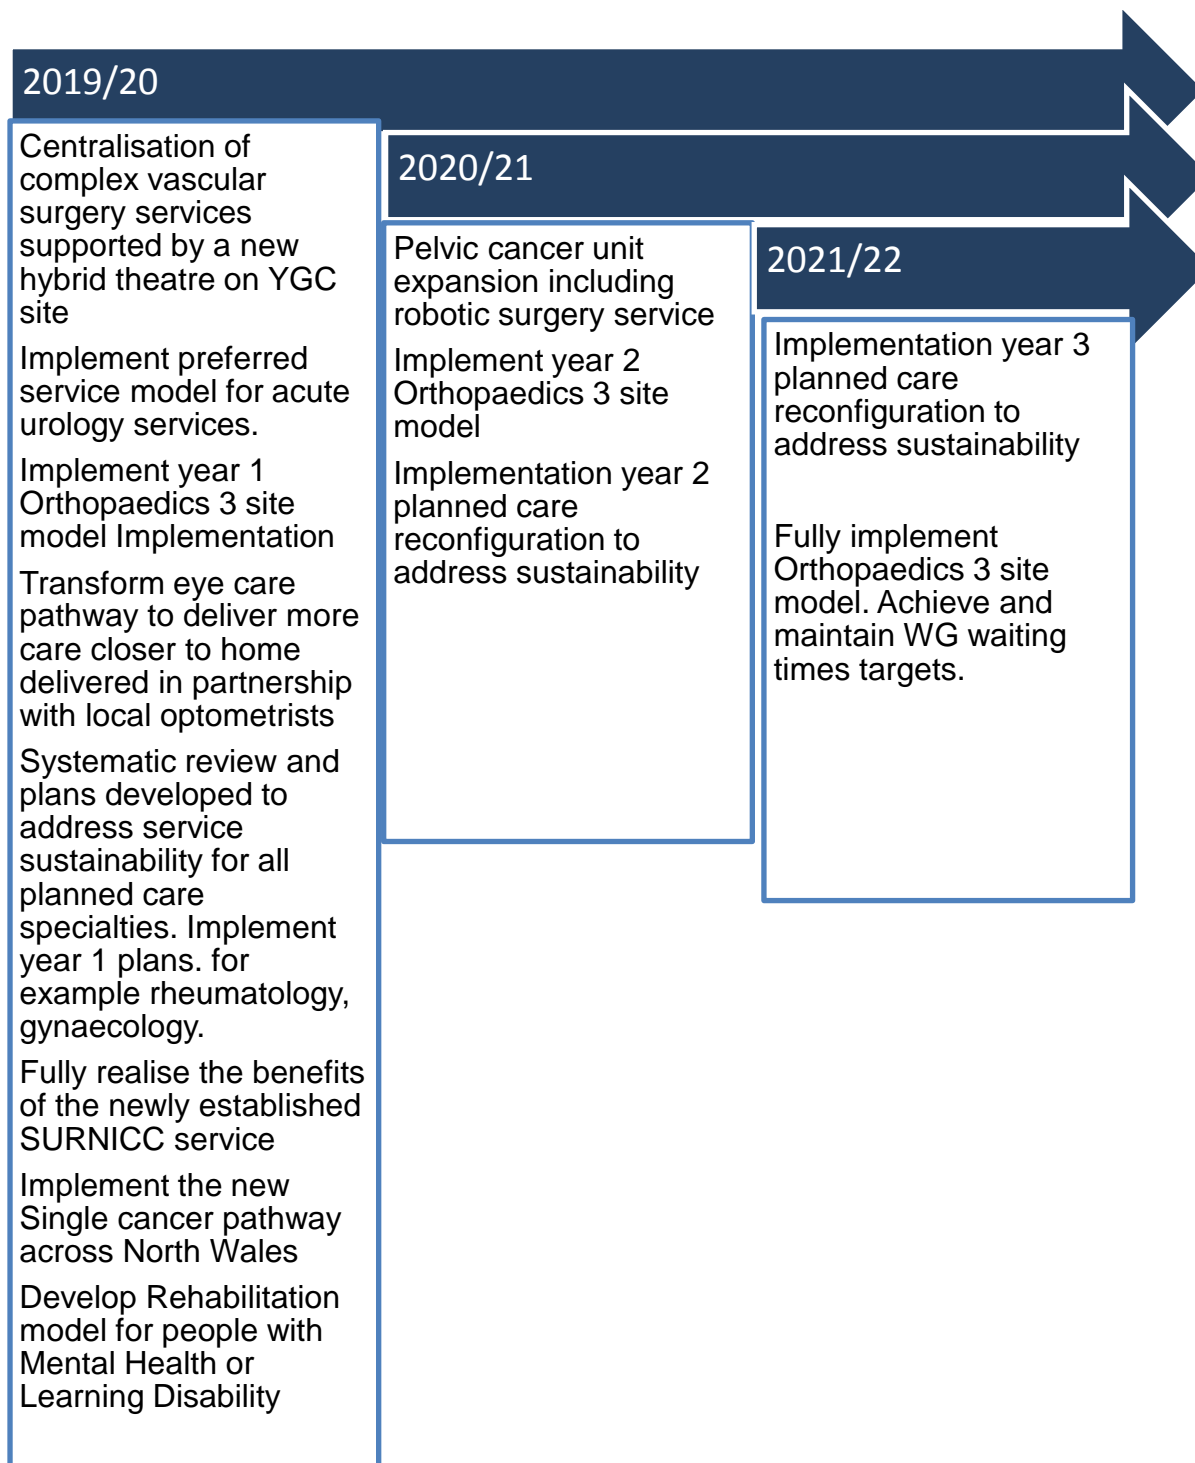 2019/20
Centralisation of
complex vascular
surgery services
supported by a new
hybrid theatre on YGC
site
Implement preferred
service model for acute
urology services.
Implement year 1
Orthopaedics 3 site
model Implementation
Transform eye care
pathway to deliver more
care closer to home
delivered in partnership
with local optometrists
Systematic review and
plans developed to
address service
sustainability for all
planned care
specialties. Implement
year 1 plans. for
example rheumatology,
gynaecology.
Fully realise the benefits
of the newly established
SURNICC service
Implement the new
Single cancer pathway
across North Wales
Develop Rehabilitation
model for people with
Mental Health or
Learning Disability
2020/21
Pelvic cancer unit
expansion including
robotic surgery service
Implement year 2
Orthopaedics 3 site
model
Implementation year 2
planned care
reconfiguration to
address sustainability
2021/22
Implementation year 3
planned care
reconfiguration to
address sustainability
Fully implement
Orthopaedics 3 site
model. Achieve and
maintain WG waiting
times targets.